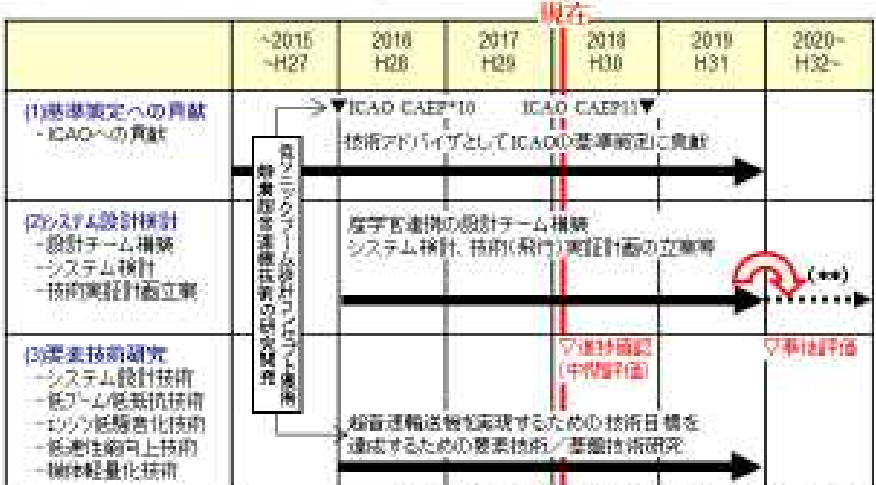 現在
~2015 2016 2017 2018 2019 2020~
~H27 H28 H29 H30 H31 H32~
(1)基準策定への貢献
-ICAOへの貢献
▼ICAO CAEP*10 ICAO CAEP11▼
技術アドバイザとしてICAOの基準策定に貢献
(2)システム設計検討
-設計チーム構築
-システム検討
-技術実証計画立案
産学官連携の設計チーム構築
システム検討、技術(飛行)実証計画の立案等
(**)
▽進捗確認
(中間評価)
▽事後評価
(3)要素技術研究
-システム設計技術
-低ブーム/低抵抗技術
-エンジン低騒音化技術
-低速性能向上技術
-機体軽量化技術
超音速輸送機を実現するための技術目標を
達成するための要素技術/基盤技術研究